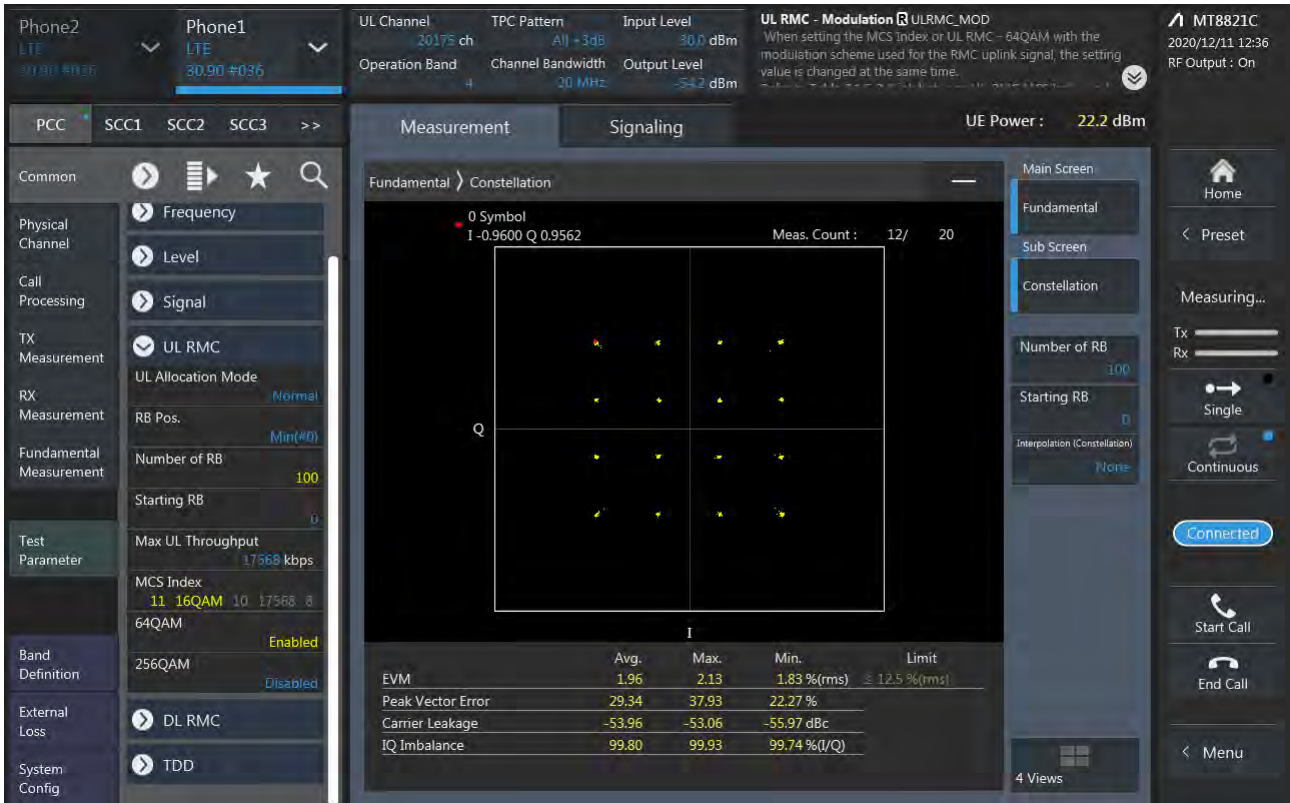 Phone2
LTE
30.90 #036
Phone1
LTE
30.90 #036
UL Channel
20175 ch
TPC Pattern
All +3dB
Input Level
30.0 dBm
Operation Band
4
Channel Bandwidth
20 MHz
Output Level
-54.2 dBm
UL RMC - Modulation R ULRMC_MOD
When setting the MCS Index or UL RMC - 64QAM with the
modulation scheme used for the RMC uplink signal, the setting
value is changed at the same time.
MT8821C
2020/12/11 12:36
RF Output : On
PCC SCC1 SCC2 SCC3 >>
Measurement
Signaling
UE Power : 22.2 dBm
Common
Physical
Channel
Call
Processing
TX
Measurement
RX
Measurement
Fundamental
Measurement
Test
Parameter
Band
Definition
External
Loss
System
Config
Frequency
Level
Signal
UL RMC
UL Allocation Mode
Normal
RB Pos.
Min(#0)
Number of RB
100
Starting RB
0
Max UL Throughput
17568 kbps
MCS Index
11 16QAM 10 17568 8
64QAM
Enabled
256QAM
Disabled
DL RMC
TDD
Fundamental
Constellation
0 Symbol
I -0.9600 Q 0.9562
Meas. Count : 12/ 20
Q
I
Avg. Max. Min. Limit
EVM 1.96 2.13 1.83 %(rms) ≦ 12.5 %(rms)
Peak Vector Error 29.34 37.93 22.27 %
Carrier Leakage -53.96 -53.06 -55.97 dBc
IQ Imbalance 99.80 99.93 99.74 %(I/Q)
Main Screen
Fundamental
Sub Screen
Constellation
Number of RB
100
Starting RB
0
Interpolation (Constellation)
None
4 Views
Home
< Preset
Measuring...
Tx
Rx
Single
Continuous
Connected
Start Call
End Call
< Menu